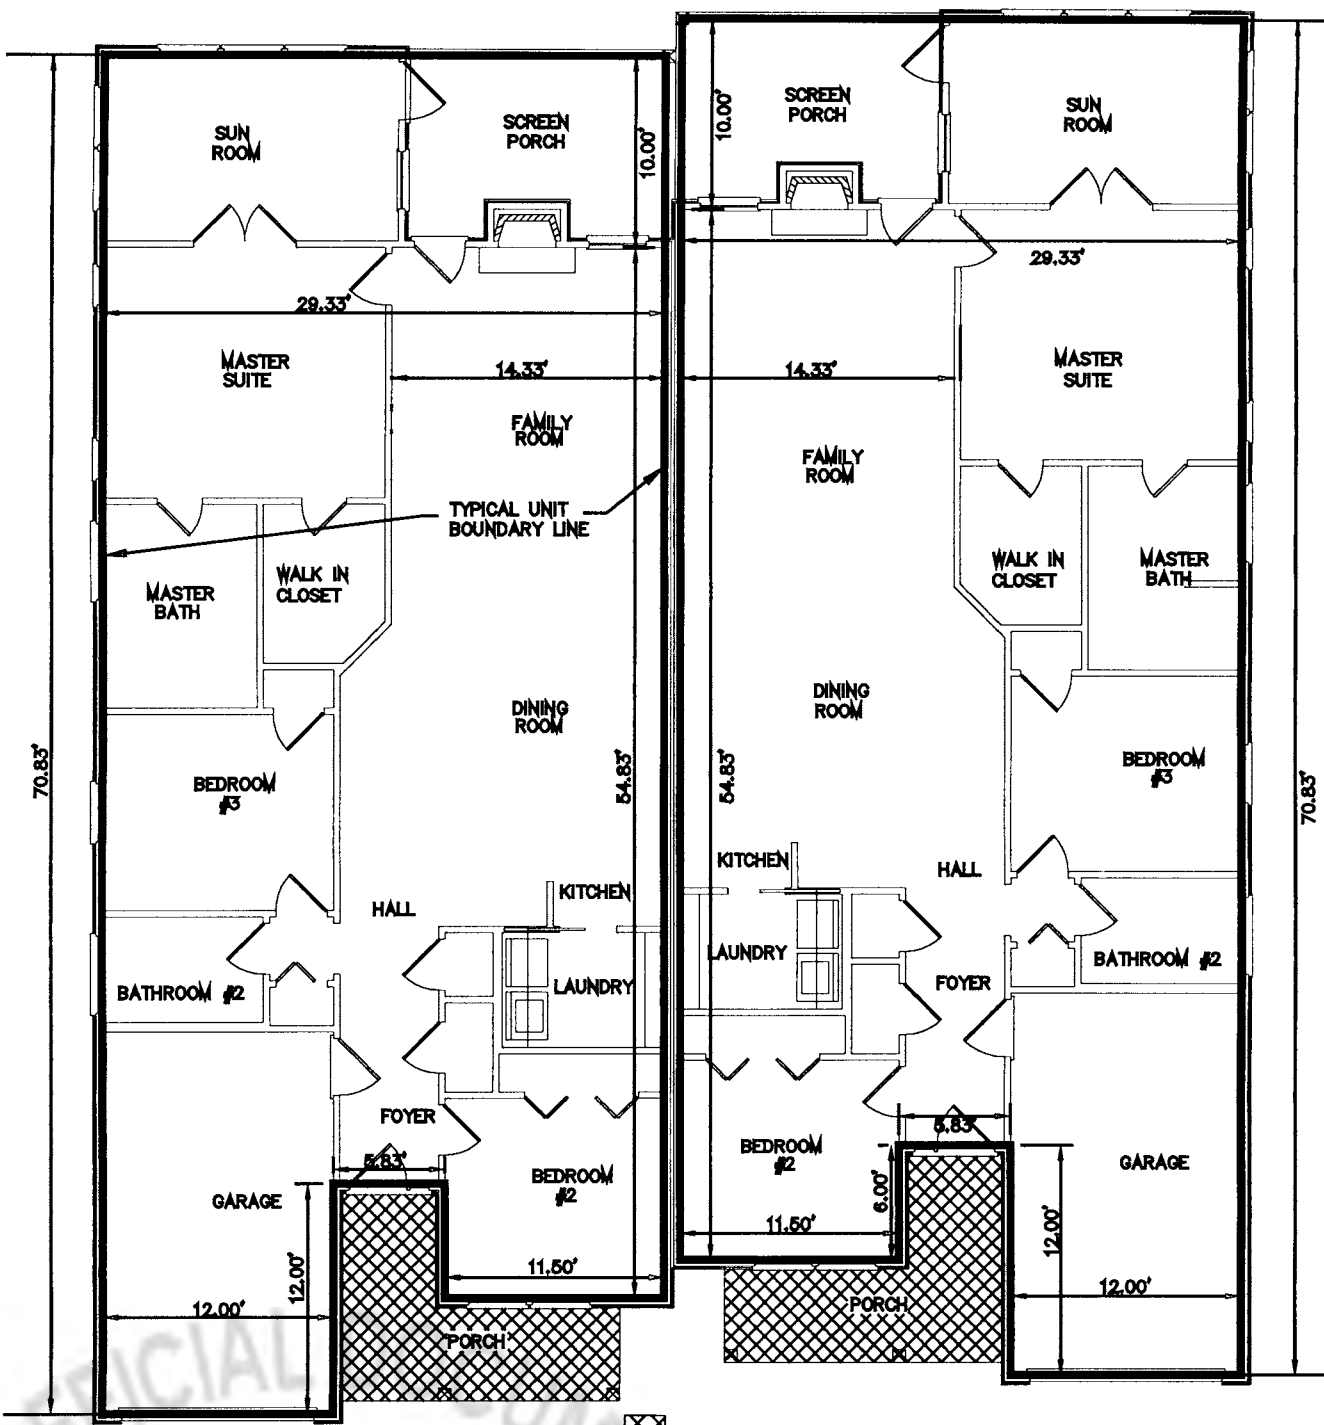 SUN
ROOM
SCREEN
PORCH
10.00'
SCREEN
PORCH
10.00'
SUN
ROOM
29.33'
29.33'
MASTER
SUITE
14.33'
14.33'
MASTER
SUITE
FAMILY
ROOM
FAMILY
ROOM
TYPICAL UNIT
BOUNDARY LINE
MASTER
BATH
WALK IN
CLOSET
WALK IN
CLOSET
MASTER
BATH
DINING
ROOM
DINING
ROOM
70.83'
BEDROOM
#3
54.83'
54.83'
BEDROOM
#3
70.83'
KITCHEN
KITCHEN
HALL
HALL
BATHROOM #2
LAUNDRY
LAUNDRY
FOYER
BATHROOM #2
FOYER
5.83'
5.83'
BEDROOM
#2
BEDROOM
#2
GARAGE
GARAGE
6.00'
11.50'
11.50'
12.00'
12.00'
12.00'
12.00'
PORCH
PORCH